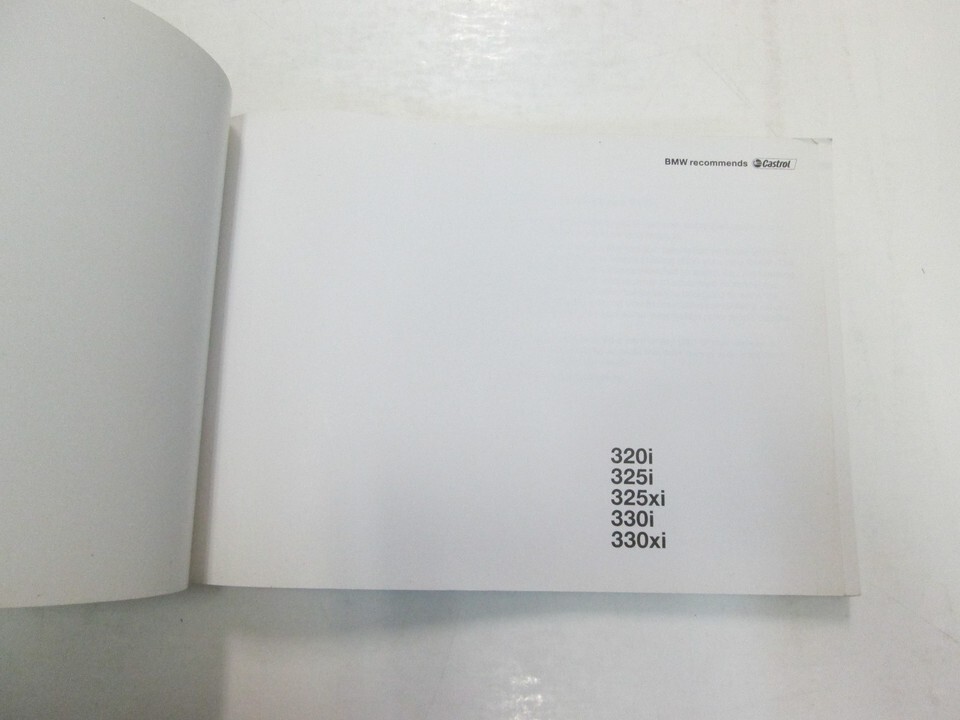 BMW recommends Castrol
320i
325i
325xi
330i
330xi